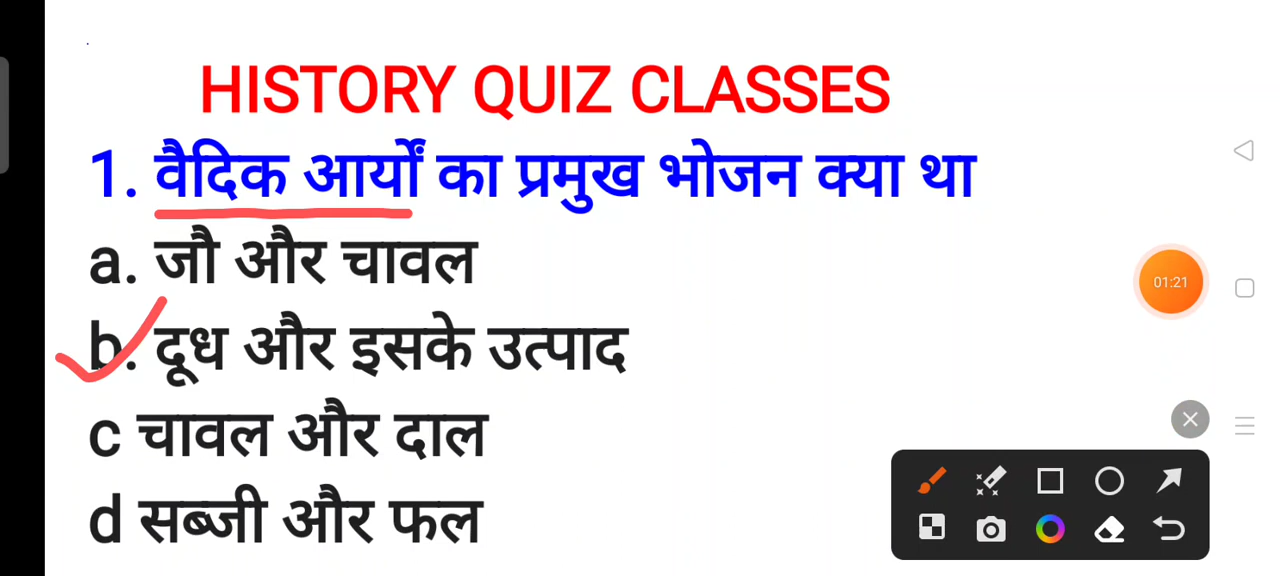 HISTORY QUIZ CLASSES
1. वैदिक आर्यों का प्रमुख भोजन क्या था
a. जौ और चावल
b. दूध और इसके उत्पाद
c चावल और दाल
d सब्जी और फल
01:21